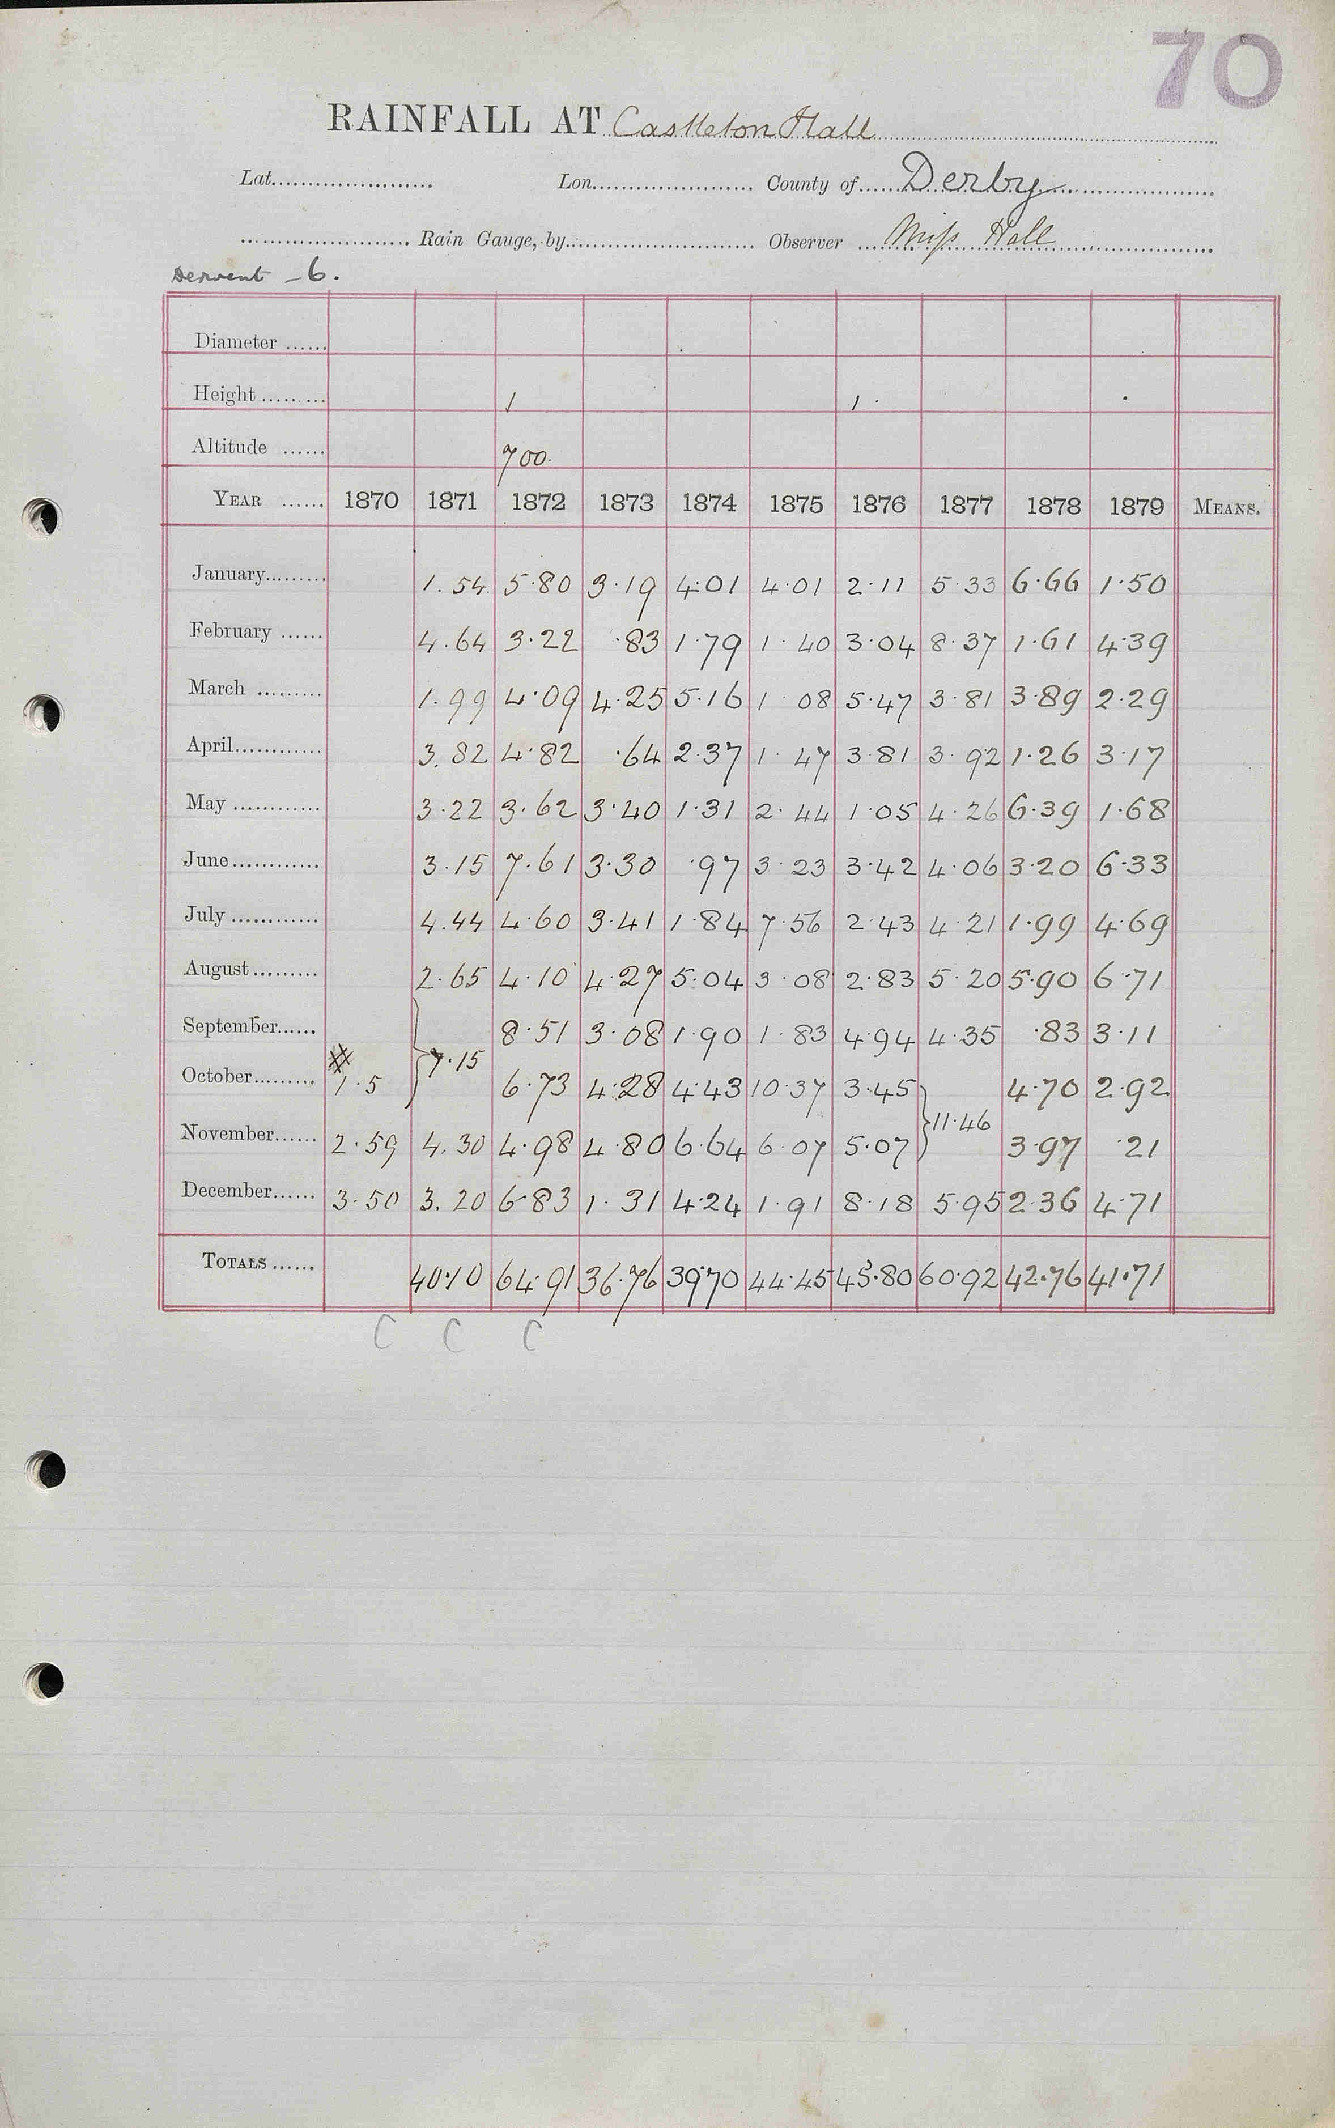 70
RAINFALL AT Castleton Hall
Lat. Lon. County of Derby
Rain Gauge, by Observer Miss Hall
Derwent - 6.
Diameter
Height 1 1
Altitude 700
YEAR 1870 1871 1872 1873 1874 1875 1876 1877 1878 1879 MEANS.
January 1.54 5.80 3.19 4.01 4.01 2.11 5.33 6.66 1.50
February 4.64 3.22 .83 1.79 1.40 3.04 8.37 1.61 4.39
March 1.99 4.09 4.25 5.16 1.08 5.47 3.81 3.89 2.29
April 3.82 4.82 .64 2.37 1.47 3.81 3.92 1.26 3.17
May 3.22 3.62 3.40 1.31 2.44 1.05 4.26 6.39 1.68
June 3.15 7.61 3.30 .97 3.23 3.42 4.06 3.20 6.33
July 4.44 4.60 3.41 1.84 7.56 2.43 4.21 1.99 4.69
August 2.65 4.10 4.27 5.04 3.08 2.83 5.20 5.90 6.71
September 8.51 3.08 1.90 1.83 4.94 4.35 .83 3.11
7.15
October 1.5 6.73 4.28 4.43 10.37 3.45 4.70 2.92
11.46
November 2.59 4.30 4.98 4.80 6.64 6.07 5.07 3.97 .21
December 3.50 3.20 6.83 1.31 4.24 1.91 8.18 5.95 2.36 4.71
TOTALS 40.10 64.91 36.76 39.70 44.45 45.80 60.92 42.76 41.71
C C C